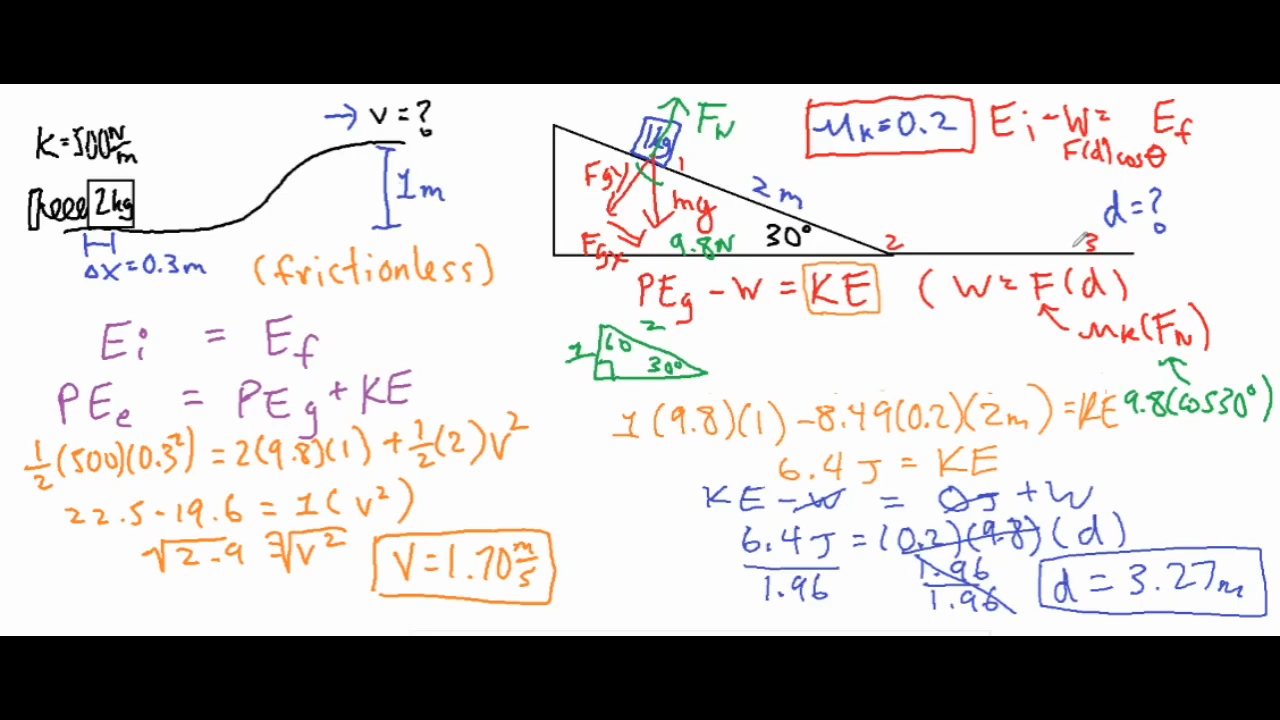 K=500 N/m
2kg
Δx=0.3m
→ v = ?
1m
(frictionless)
Ei = Ef
PEe = PEg + KE
½(500)(0.3²) = 2(9.8)(1) + ½(2)v²
22.5 - 19.6 = 1(v²)
√2.9 = √v²
V = 1.70 m/s
1kg
FN
Fgy
Fgx
mg
9.8N
1
2m
30°
2
3
μk = 0.2
Ei - W = Ef
F(d)cosθ
d = ?
PEg - W = KE (W = F(d)
μk(FN)
9.8(cos30°)
1
2
60
30°
1(9.8)(1) - 8.49(0.2)(2m) = KE
6.4 J = KE
KE - W = 0J + W
6.4J = (0.2)(9.8)(d)
1.96
1.96 1.96
d = 3.27m